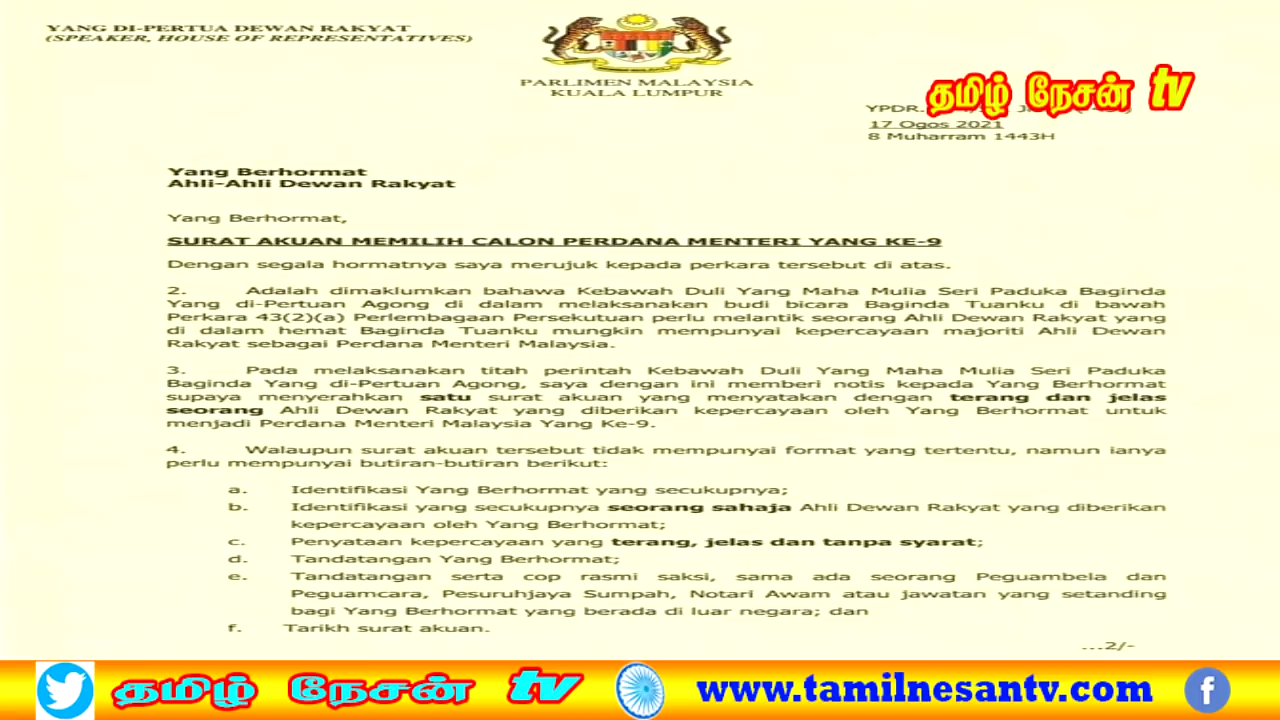 YANG DI-PERTUA DEWAN RAKYAT
(SPEAKER, HOUSE OF REPRESENTATIVES)
PARLIMEN MALAYSIA
KUALA LUMPUR
தமிழ் நேசன் tv
YPDR.
17 Ogos 2021
8 Muharram 1443H
Yang Berhormat
Ahli-Ahli Dewan Rakyat
Yang Berhormat,
SURAT AKUAN MEMILIH CALON PERDANA MENTERI YANG KE-9
Dengan segala hormatnya saya merujuk kepada perkara tersebut di atas.
2. Adalah dimaklumkan bahawa Kebawah Duli Yang Maha Mulia Seri Paduka Baginda
Yang di-Pertuan Agong di dalam melaksanakan budi bicara Baginda Tuanku di bawah
Perkara 43(2)(a) Perlembagaan Persekutuan perlu melantik seorang Ahli Dewan Rakyat yang
di dalam hemat Baginda Tuanku mungkin mempunyai kepercayaan majoriti Ahli Dewan
Rakyat sebagai Perdana Menteri Malaysia.
3. Pada melaksanakan titah perintah Kebawah Duli Yang Maha Mulia Seri Paduka
Baginda Yang di-Pertuan Agong, saya dengan ini memberi notis kepada Yang Berhormat
supaya menyerahkan satu surat akuan yang menyatakan dengan terang dan jelas
seorang Ahli Dewan Rakyat yang diberikan kepercayaan oleh Yang Berhormat untuk
menjadi Perdana Menteri Malaysia Yang Ke-9.
4. Walaupun surat akuan tersebut tidak mempunyai format yang tertentu, namun ianya
perlu mempunyai butiran-butiran berikut:
a. Identifikasi Yang Berhormat yang secukupnya;
b. Identifikasi yang secukupnya seorang sahaja Ahli Dewan Rakyat yang diberikan
kepercayaan oleh Yang Berhormat;
c. Penyataan kepercayaan yang terang, jelas dan tanpa syarat;
d. Tandatangan Yang Berhormat;
e. Tandatangan serta cop rasmi saksi, sama ada seorang Peguambela dan
Peguamcara, Pesuruhjaya Sumpah, Notari Awam atau jawatan yang setanding
bagi Yang Berhormat yang berada di luar negara; dan
f. Tarikh surat akuan.
...2/-
தமிழ் நேசன் tv
www.tamilnesantv.com